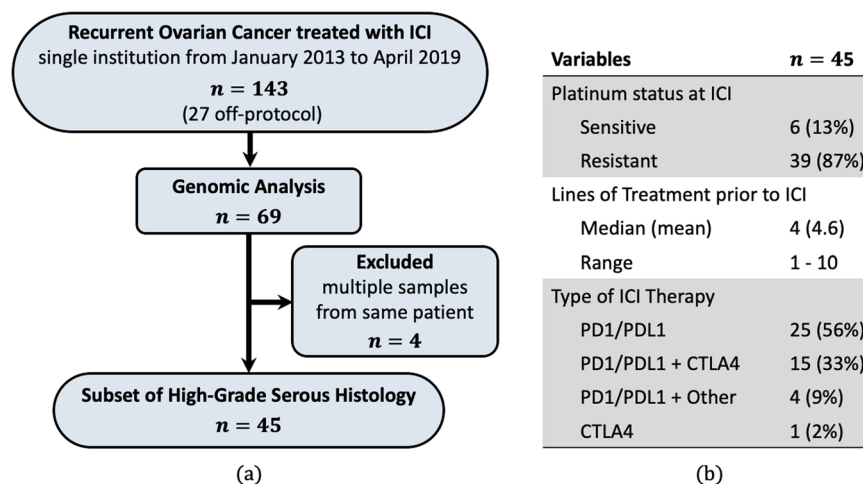 Recurrent Ovarian Cancer treated with ICI
single institution from January 2013 to April 2019
n = 143
(27 off-protocol)
Genomic Analysis
n = 69
Excluded
multiple samples
from same patient
n = 4
Subset of High-Grade Serous Histology
n = 45
(a)
Variables n = 45
Platinum status at ICI
Sensitive 6 (13%)
Resistant 39 (87%)
Lines of Treatment prior to ICI
Median (mean) 4 (4.6)
Range 1 - 10
Type of ICI Therapy
PD1/PDL1 25 (56%)
PD1/PDL1 + CTLA4 15 (33%)
PD1/PDL1 + Other 4 (9%)
CTLA4 1 (2%)
(b)